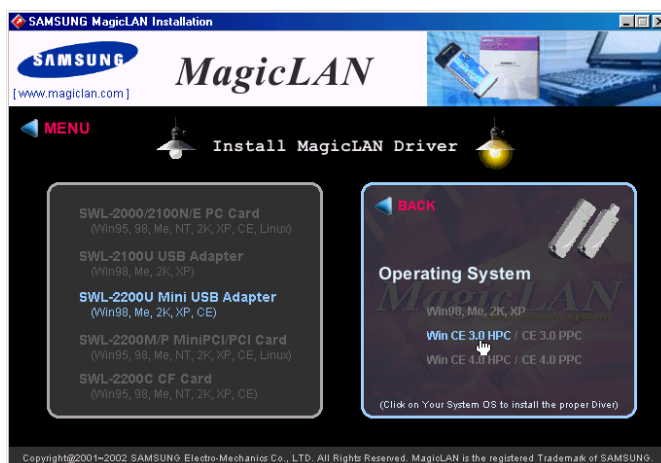 SAMSUNG MagicLAN Installation
SAMSUNG
MagicLAN
[www.magiclan.com]
MENU
Install MagicLAN Driver
SWL-2000/2100N/E PC Card
(Win95, 98, Me, NT, 2K, XP, CE, Linux)
SWL-2100U USB Adapter
(Win98, Me, 2K, XP)
SWL-2200U Mini USB Adapter
(Win98, Me, 2K, XP, CE)
SWL-2200M/P MiniPCI/PCI Card
(Win95, 98, Me, NT, 2K, XP, CE, Linux)
SWL-2200C CF Card
(Win95, 98, Me, NT, 2K, XP, CE)
BACK
Operating System
MagicLAN
Win98, Me, 2K, XP
Win CE 3.0 HPC / CE 3.0 PPC
Win CE 4.0 HPC / CE 4.0 PPC
(Click on Your System OS to install the proper Diver)
Copyright@2001~2002 SAMSUNG Electro-Mechanics Co., LTD. All Rights Reserved. MagicLAN is the registered Trademark of SAMSUNG.